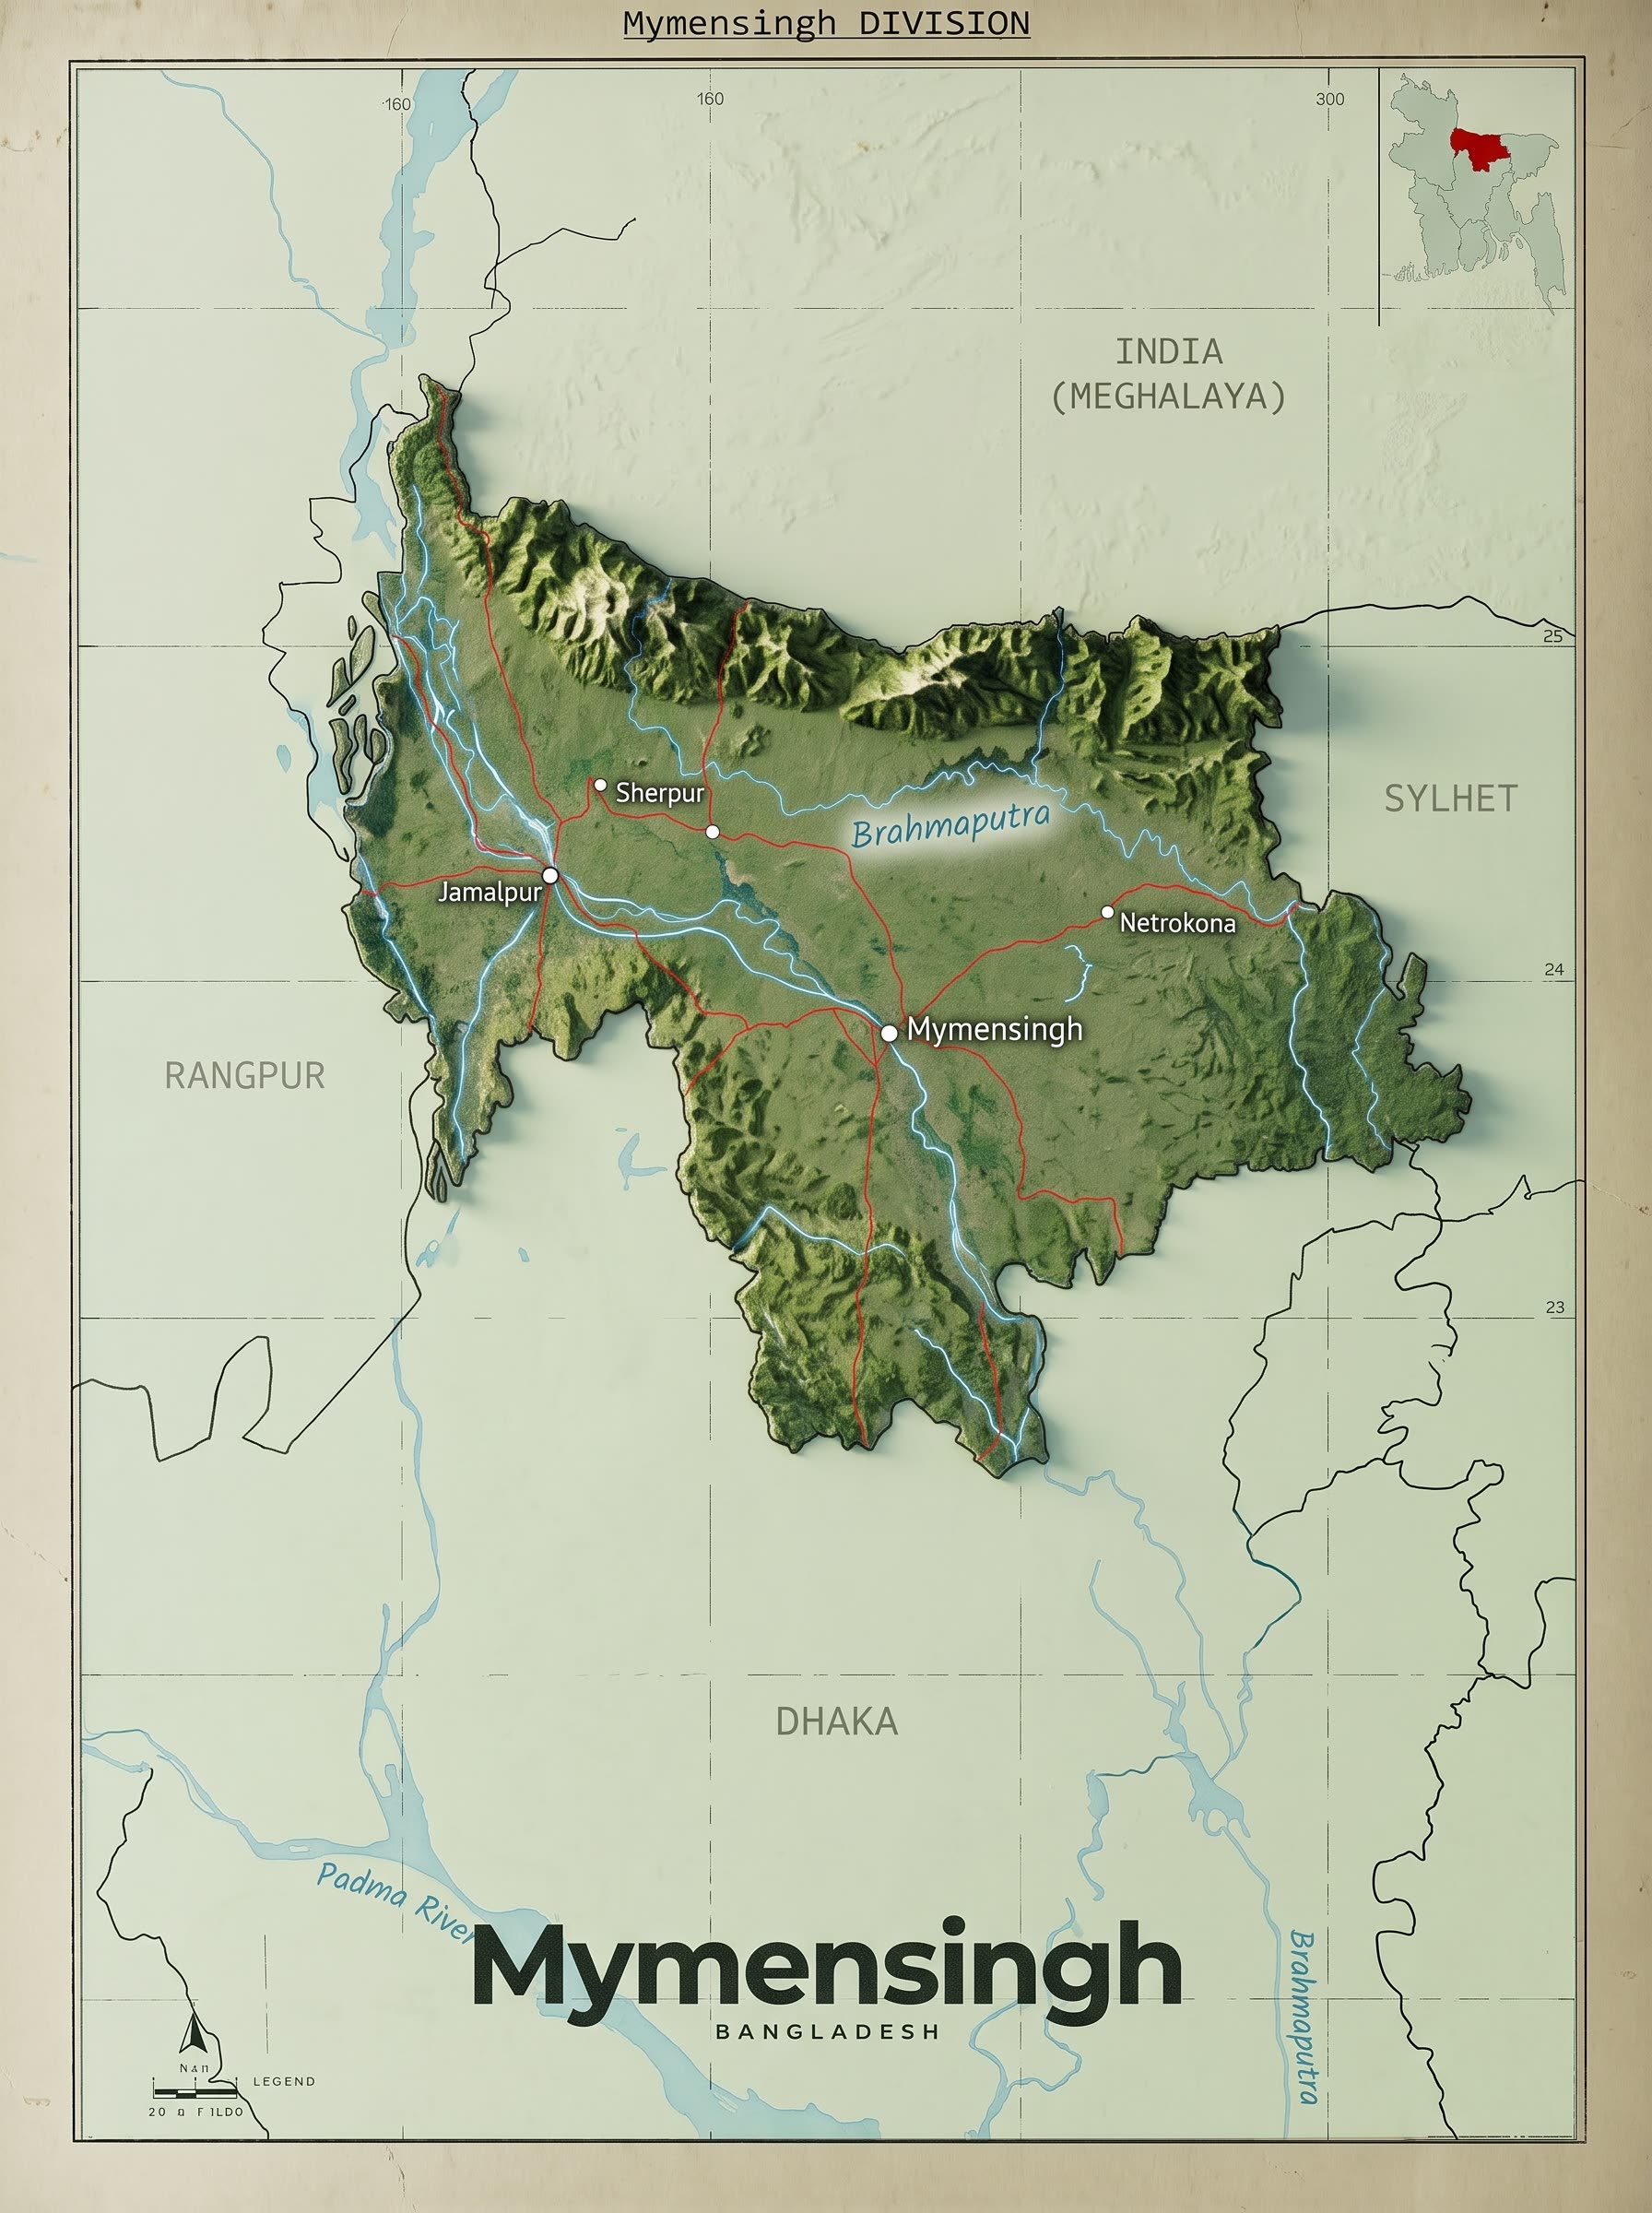 Mymensingh DIVISION
160
160
300
INDIA
(MEGHALAYA)
25
SYLHET
Sherpur
Brahmaputra
Jamalpur
Netrokona
24
Mymensingh
RANGPUR
23
DHAKA
Padma River
Mymensingh
BANGLADESH
Brahmaputra
LEGEND
20